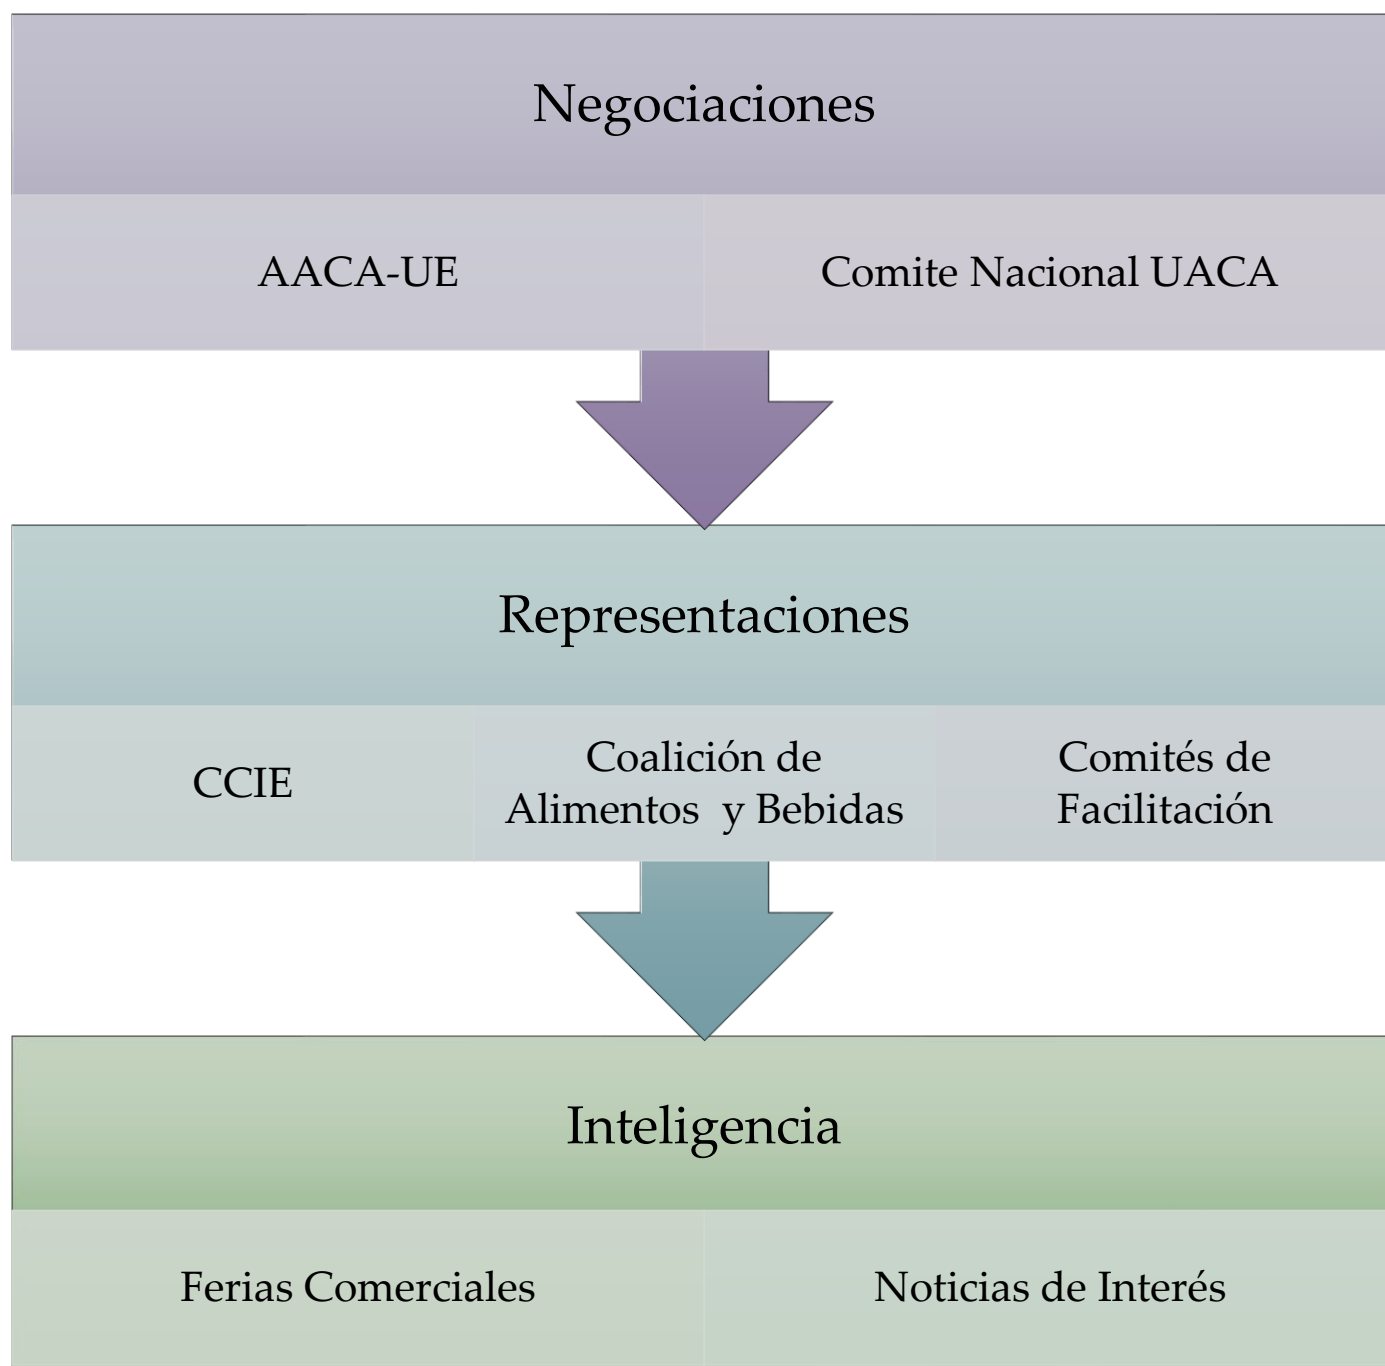 Negociaciones
AACA-UE
Comite Nacional UACA
Representaciones
CCIE
Coalición de
Alimentos  y Bebidas
Comités de
Facilitación
Inteligencia
Ferias Comerciales
Noticias de Interés